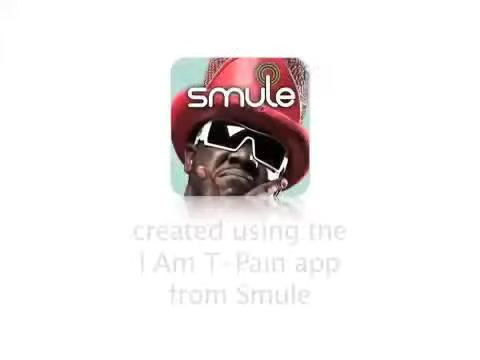 smule
created using the
I Am T-Pain app
from Smule